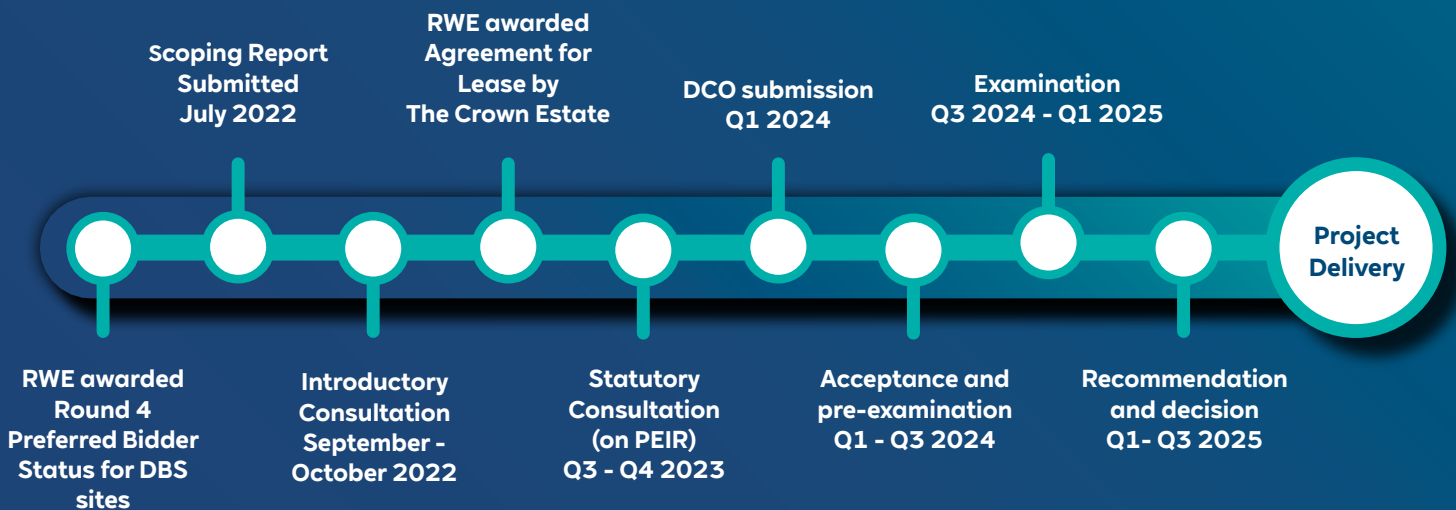 RWE awarded
Round 4
Preferred Bidder
Status for DBS
sites
Scoping Report
Submitted
July 2022
Introductory
Consultation
September -
October 2022
RWE awarded
Agreement for
Lease by
The Crown Estate
Statutory
Consultation
(on PEIR)
Q3 - Q4 2023
DCO submission
Q1 2024
Acceptance and
pre-examination
Q1 - Q3 2024
Examination
Q3 2024 - Q1 2025
Recommendation
and decision
Q1- Q3 2025
Project
Delivery